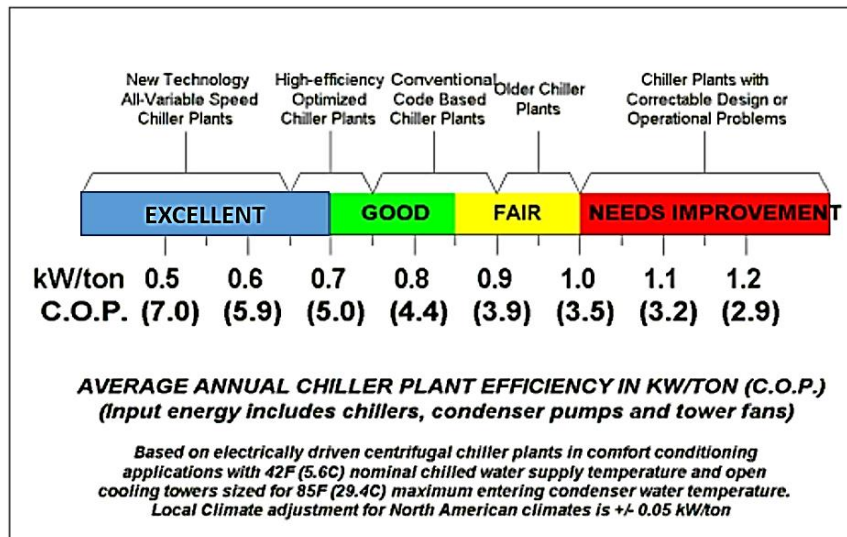 New Technology
All-Variable Speed
Chiller Plants
High-efficiency
Optimized
Chiller Plants
Conventional
Code Based
Chiller Plants
Older Chiller
Plants
Chiller Plants with
Correctable Design or
Operational Problems
EXCELLENT GOOD FAIR NEEDS IMPROVEMENT
kW/ton 0.5 0.6 0.7 0.8 0.9 1.0 1.1 1.2
C.O.P. (7.0) (5.9) (5.0) (4.4) (3.9) (3.5) (3.2) (2.9)
AVERAGE ANNUAL CHILLER PLANT EFFICIENCY IN KW/TON (C.O.P.)
(Input energy includes chillers, condenser pumps and tower fans)
Based on electrically driven centrifugal chiller plants in comfort conditioning
applications with 42F (5.6C) nominal chilled water supply temperature and open
cooling towers sized for 85F (29.4C) maximum entering condenser water temperature.
Local Climate adjustment for North American climates is +/- 0.05 kW/ton